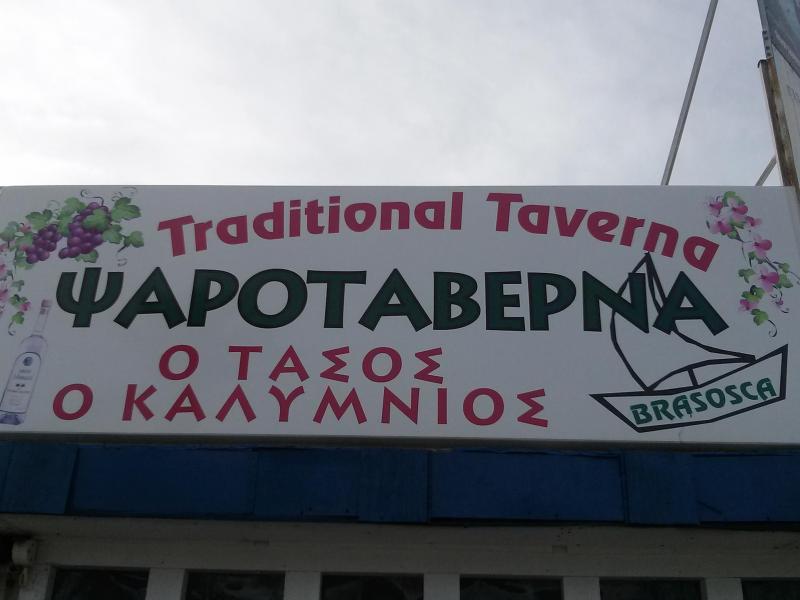 Traditional Taverna
ΨΑΡΟΤΑΒΕΡΝΑ
Ο ΤΑΣΟΣ
Ο ΚΑΛΥΜΝΙΟΣ
BRASOSCA